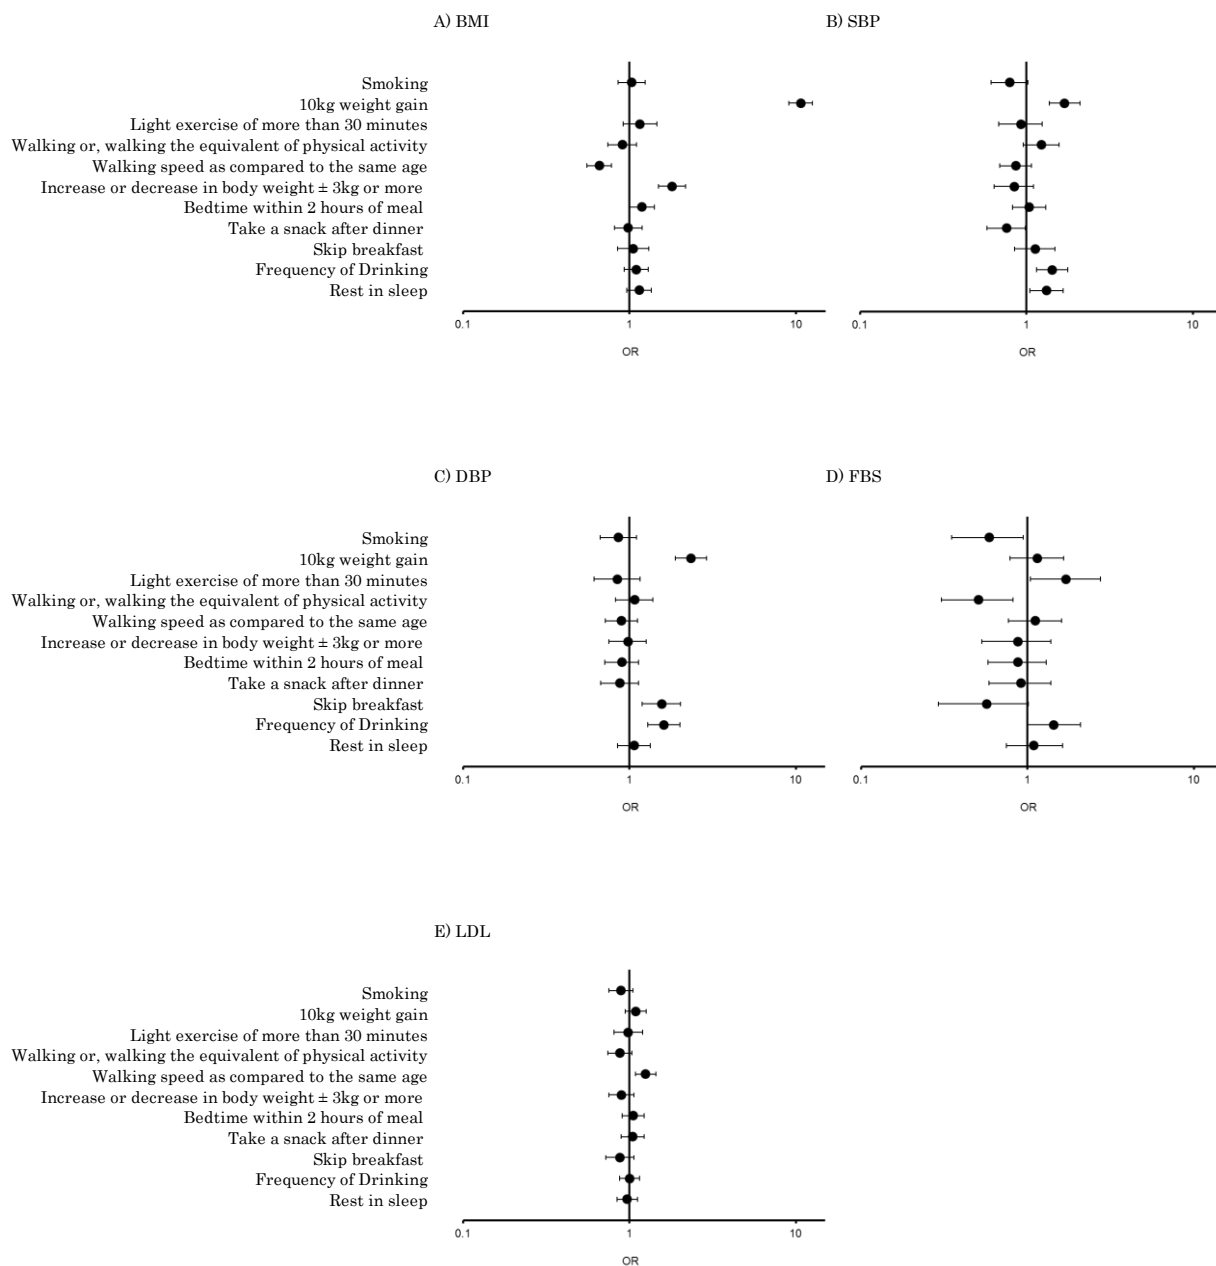 A) BMI
B) SBP
Smoking
10kg weight gain
Light exercise of more than 30 minutes
Walking or, walking the equivalent of physical activity
Walking speed as compared to the same age
Increase or decrease in body weight ± 3kg or more
Bedtime within 2 hours of meal
Take a snack after dinner
Skip breakfast
Frequency of Drinking
Rest in sleep
0.1 1 10
OR
0.1 1 10
OR
C) DBP
D) FBS
Smoking
10kg weight gain
Light exercise of more than 30 minutes
Walking or, walking the equivalent of physical activity
Walking speed as compared to the same age
Increase or decrease in body weight ± 3kg or more
Bedtime within 2 hours of meal
Take a snack after dinner
Skip breakfast
Frequency of Drinking
Rest in sleep
0.1 1 10
OR
0.1 1 10
OR
E) LDL
Smoking
10kg weight gain
Light exercise of more than 30 minutes
Walking or, walking the equivalent of physical activity
Walking speed as compared to the same age
Increase or decrease in body weight ± 3kg or more
Bedtime within 2 hours of meal
Take a snack after dinner
Skip breakfast
Frequency of Drinking
Rest in sleep
0.1 1 10
OR